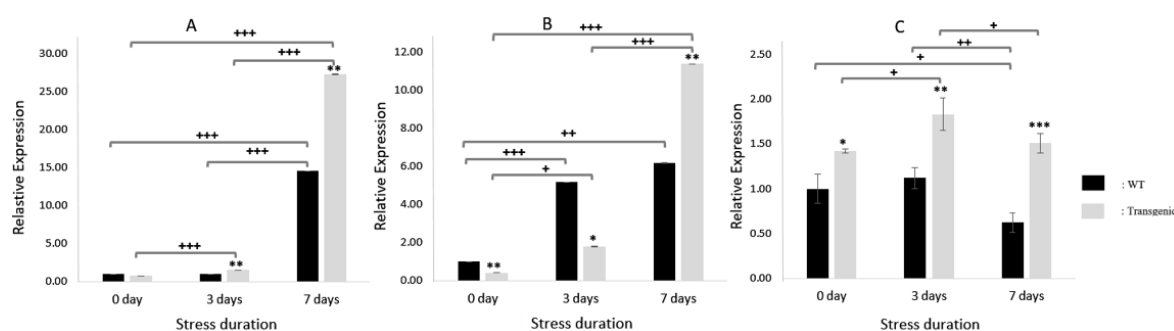 A
+++
+++
30.00
25.00
20.00
15.00
10.00
5.00
0.00
Relastive Expression
**
+++
+++
+++
**
0 day
3 days
7 days
Stress duration
B
+++
+++
12.00
10.00
8.00
6.00
4.00
2.00
0.00
Relative Expression
**
++
+++
+
**
*
0 day
3 days
7 days
Stress duration
C
+
++
+
+
2.50
2.00
1.50
1.00
0.50
0.00
Relative Expression
*
**
***
0 day
3 days
7 days
Stress duration
: WT
: Transgenic